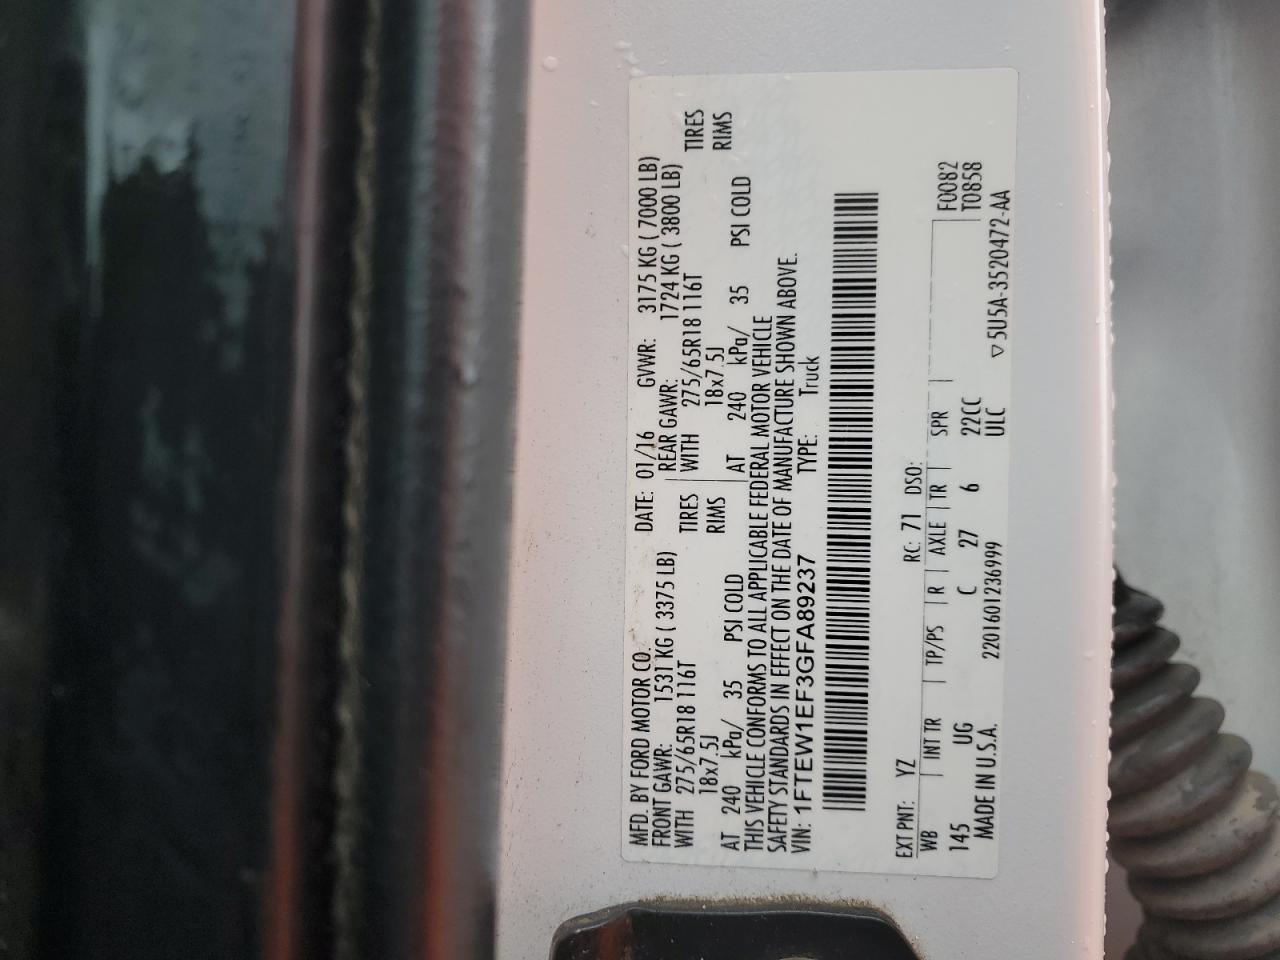 MFD. BY FORD MOTOR CO.
DATE: 01/16 GVWR: 3175 KG ( 7000 LB)
FRONT GAWR: 1531 KG ( 3375 LB)
REAR GAWR: 1724 KG ( 3800 LB)
WITH 275/65R18 116T TIRES
WITH 275/65R18 116T TIRES
18x7.5J RIMS
18x7.5J RIMS
AT 240 kPa/ 35 PSI COLD
AT 240 kPa/ 35 PSI COLD
THIS VEHICLE CONFORMS TO ALL APPLICABLE FEDERAL MOTOR VEHICLE
SAFETY STANDARDS IN EFFECT ON THE DATE OF MANUFACTURE SHOWN ABOVE.
VIN: 1FTEW1EF3GFA89237 TYPE: Truck
EXT PNT: YZ RC: 71 DSO:
WB INT TR TP/PS R AXLE TR SPR F0082
145 UG C 27 6 22CC T0858
MADE IN U.S.A. 2201601236999 ULC
▽ 5U5A-3520472-AA